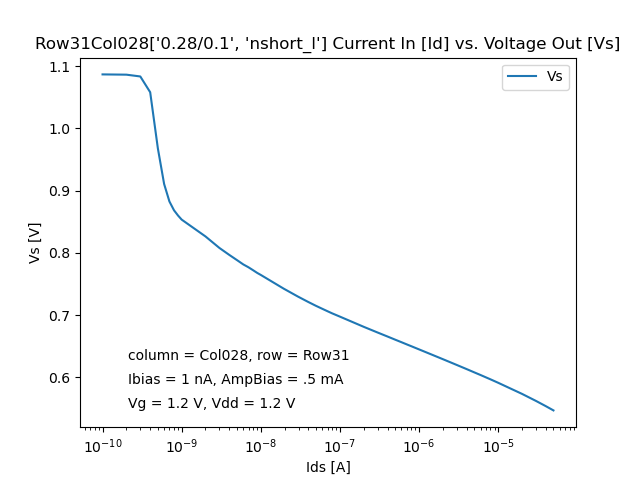 Row31Col028['0.28/0.1', 'nshort_l'] Current In [Id] vs. Voltage Out [Vs]
Vs
1.1
1.0
0.9
0.8
0.7
0.6
Vs [V]
column = Col028, row = Row31
Ibias = 1 nA, AmpBias = .5 mA
Vg = 1.2 V, Vdd = 1.2 V
10⁻¹⁰ 10⁻⁹ 10⁻⁸ 10⁻⁷ 10⁻⁶ 10⁻⁵
Ids [A]